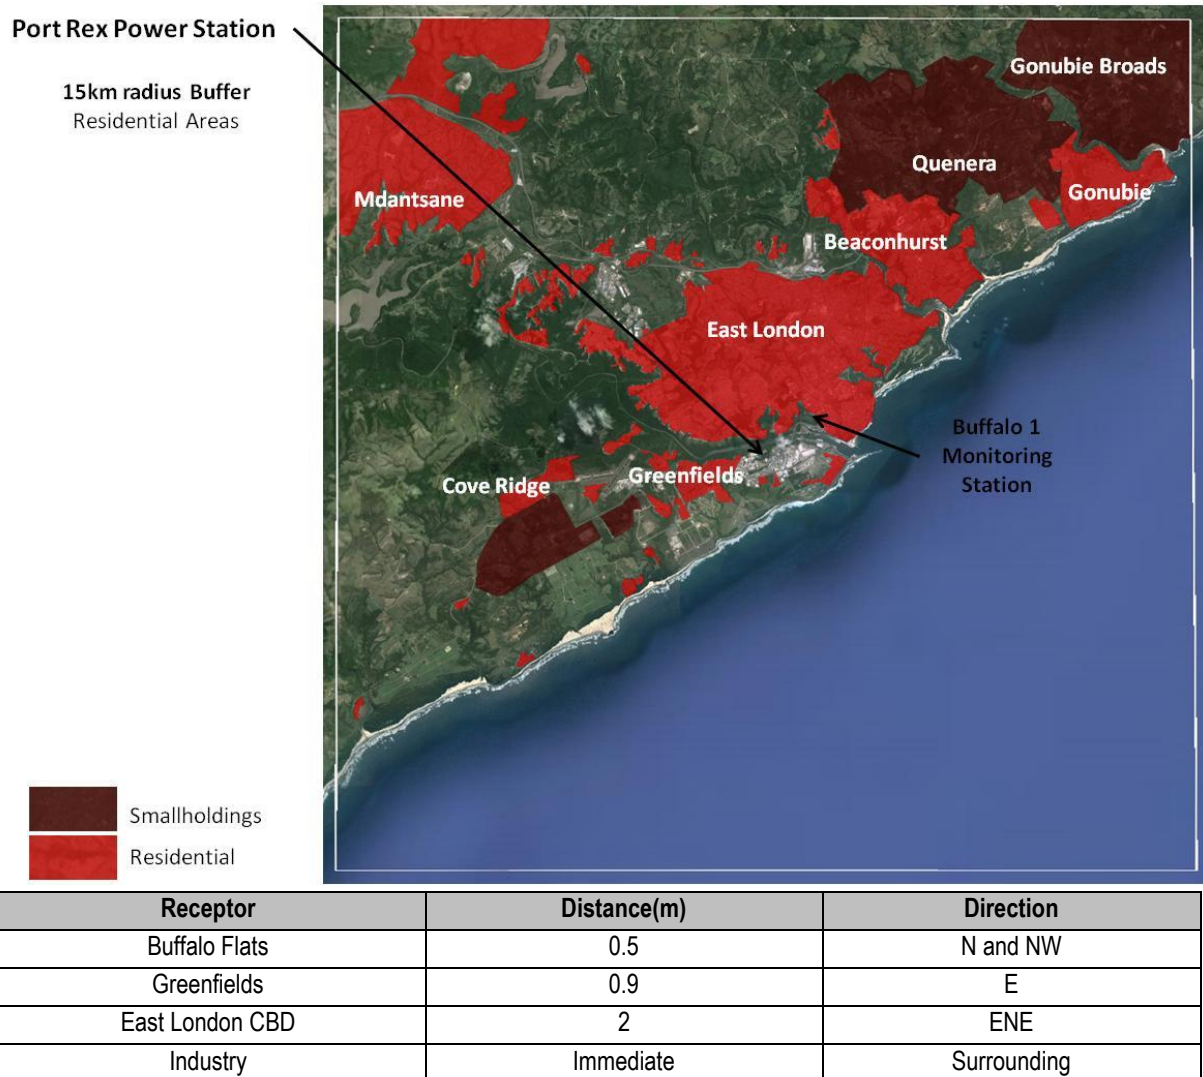 Port Rex Power Station
15km radius Buffer
Residential Areas
Gonubie Broads
Quenera
Gonubie
Mdantsane
Beaconhurst
East London
Buffalo 1
Monitoring
Station
Cove Ridge
Greenfields
Smallholdings
Residential
Receptor Distance(m) Direction
Buffalo Flats 0.5 N and NW
Greenfields 0.9 E
East London CBD 2 ENE
Industry Immediate Surrounding